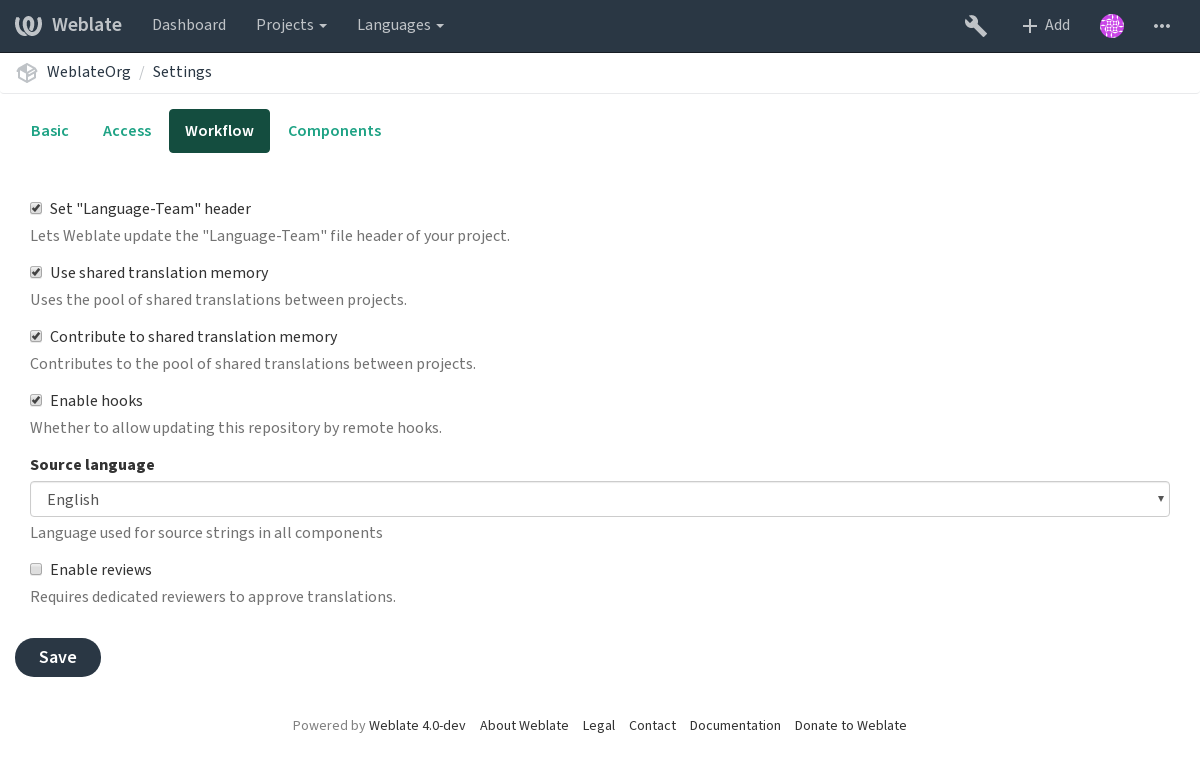 Weblate Dashboard Projects Languages Add
WeblateOrg / Settings
Basic Access Workflow Components
Set "Language-Team" header
Lets Weblate update the "Language-Team" file header of your project.
Use shared translation memory
Uses the pool of shared translations between projects.
Contribute to shared translation memory
Contributes to the pool of shared translations between projects.
Enable hooks
Whether to allow updating this repository by remote hooks.
Source language
English
Language used for source strings in all components
Enable reviews
Requires dedicated reviewers to approve translations.
Save
Powered by Weblate 4.0-dev About Weblate Legal Contact Documentation Donate to Weblate